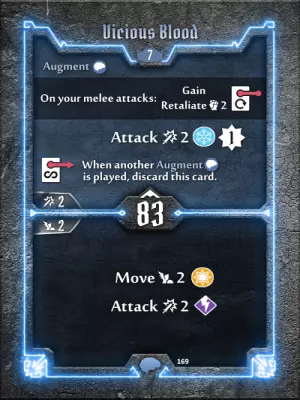 Vicious Blood
7
Augment
On your melee attacks: Gain
Retaliate 2
Attack 2
1
When another Augment
is played, discard this card.
2
83
2
Move 2
Attack 2
169